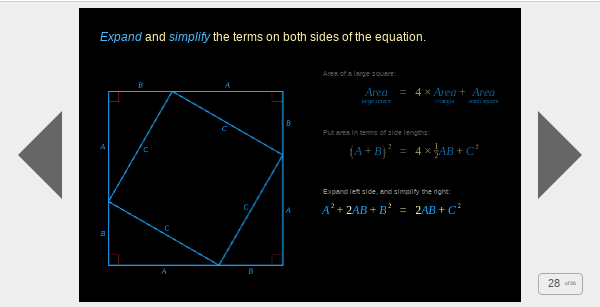 Expand and simplify the terms on both sides of the equation.
B A
Area of a large square:
Area large square = 4 × Area triangle + Area small square
B
C
A C
Put area in terms of side lengths:
(A + B)² = 4 × ½AB + C²
Expand left side, and simplify the right:
A² + 2AB + B² = 2AB + C²
C A
B C
A B
28 of 36